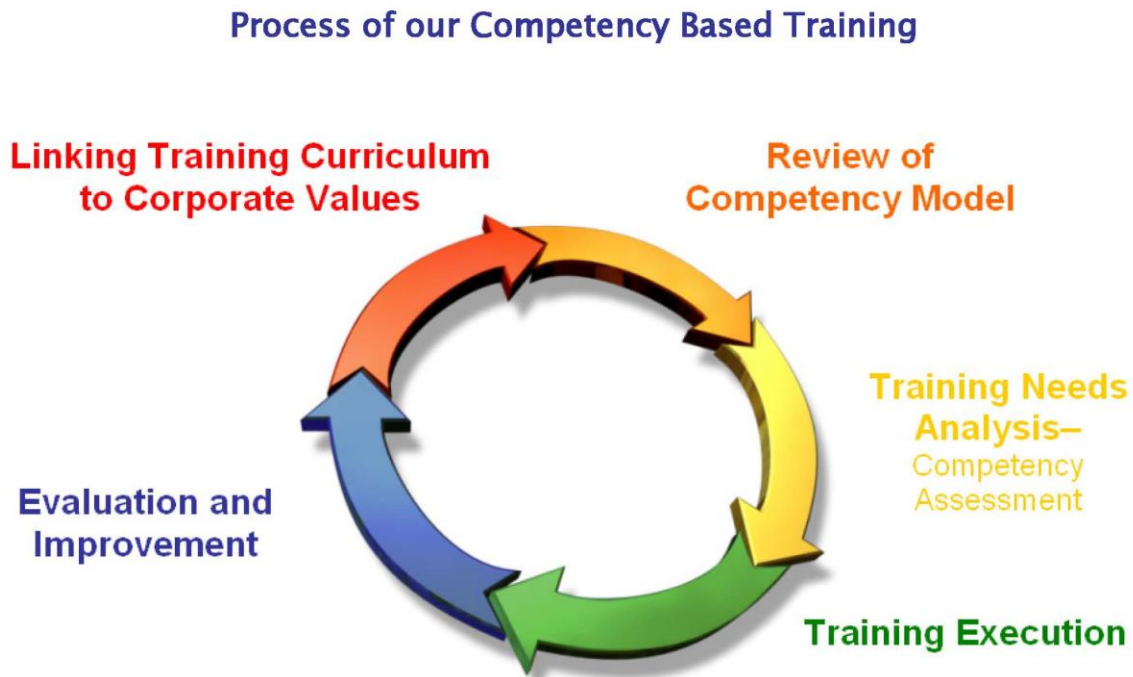 Process of our Competency Based Training
Linking Training Curriculum
to Corporate Values
Review of
Competency Model
Training Needs
Analysis–
Competency
Assessment
Training Execution
Evaluation and
Improvement